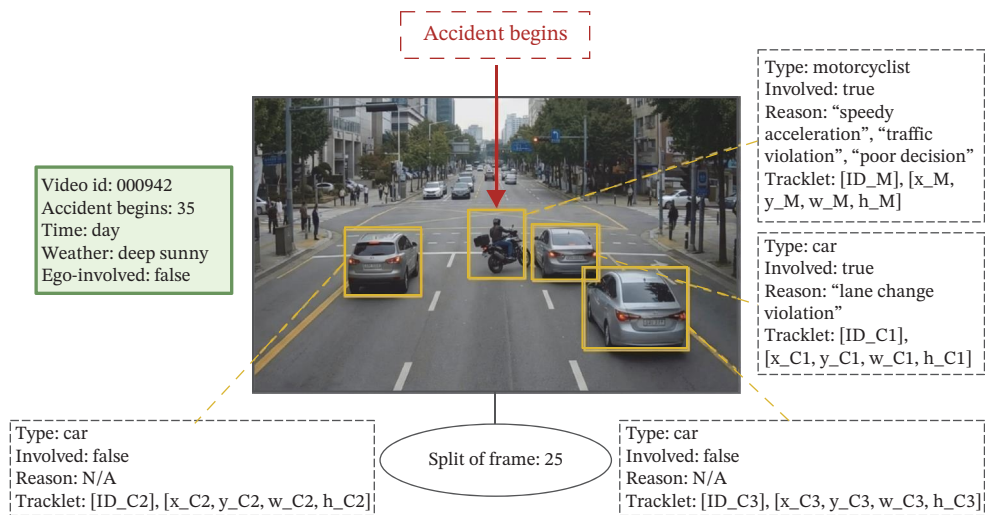 Accident begins
Type: motorcyclist
Involved: true
Reason: “speedy
acceleration”, “traffic
violation”, “poor decision”
Tracklet: [ID_M], [x_M,
y_M, w_M, h_M]
Video id: 000942
Accident begins: 35
Time: day
Weather: deep sunny
Ego-involved: false
Type: car
Involved: true
Reason: “lane change
violation”
Tracklet: [ID_C1],
[x_C1, y_C1, w_C1, h_C1]
Type: car
Involved: false
Reason: N/A
Tracklet: [ID_C2], [x_C2, y_C2, w_C2, h_C2]
Split of frame: 25
Type: car
Involved: false
Reason: N/A
Tracklet: [ID_C3], [x_C3, y_C3, w_C3, h_C3]